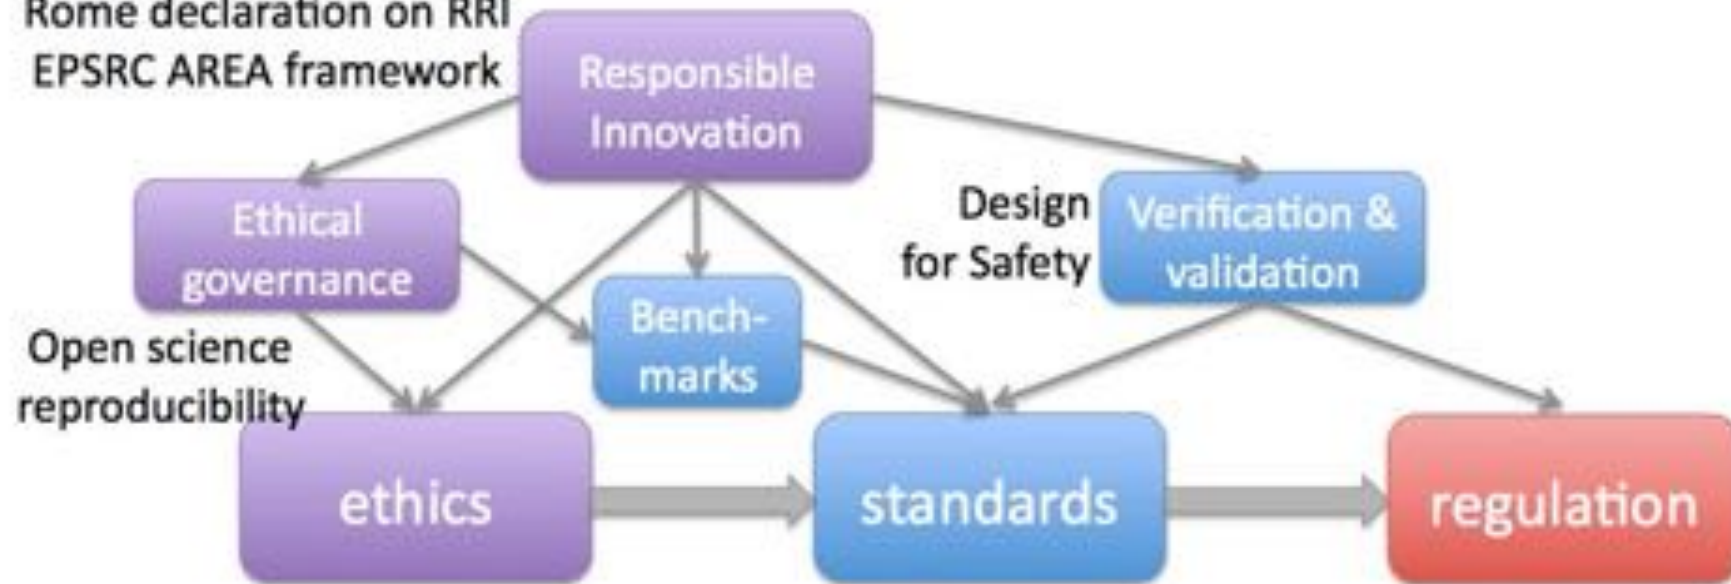 Rome declaration on RRI
EPSRC AREA framework
Responsible
Innovation
Ethical
governance
Design
for Safety
Verification &
validation
Bench-
marks
Open science
reproducibility
ethics
standards
regulation